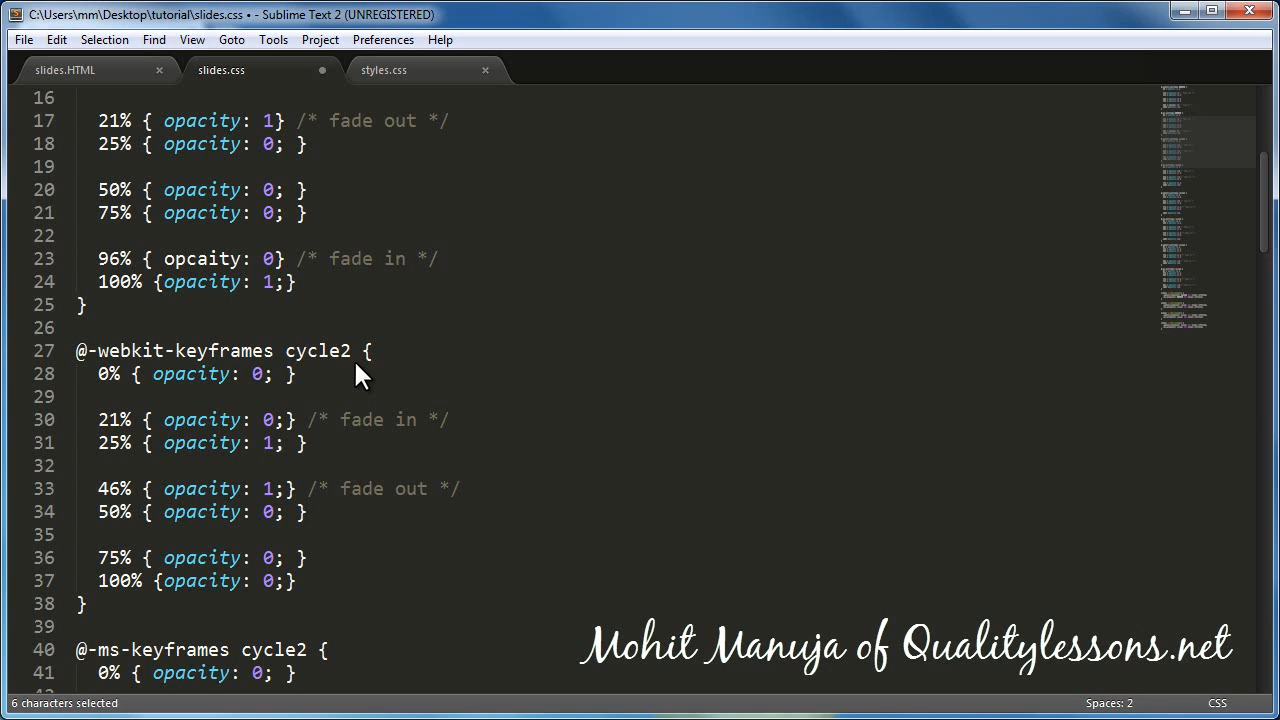 C:\Users\mm\Desktop\tutorial\slides.css • - Sublime Text 2 (UNREGISTERED)
File Edit Selection Find View Goto Tools Project Preferences Help
slides.HTML × slides.css styles.css ×
16
17 21% { opacity: 1} /* fade out */
18 25% { opacity: 0; }
19
20 50% { opacity: 0; }
21 75% { opacity: 0; }
22
23 96% { opcaity: 0} /* fade in */
24 100% {opacity: 1;}
25 }
26
27 @-webkit-keyframes cycle2 {
28 0% { opacity: 0; }
29
30 21% { opacity: 0;} /* fade in */
31 25% { opacity: 1; }
32
33 46% { opacity: 1;} /* fade out */
34 50% { opacity: 0; }
35
36 75% { opacity: 0; }
37 100% {opacity: 0;}
38 }
39
40 @-ms-keyframes cycle2 {
41 0% { opacity: 0; }
Mohit Manuja of Qualitylessons.net
6 characters selected Spaces: 2 CSS